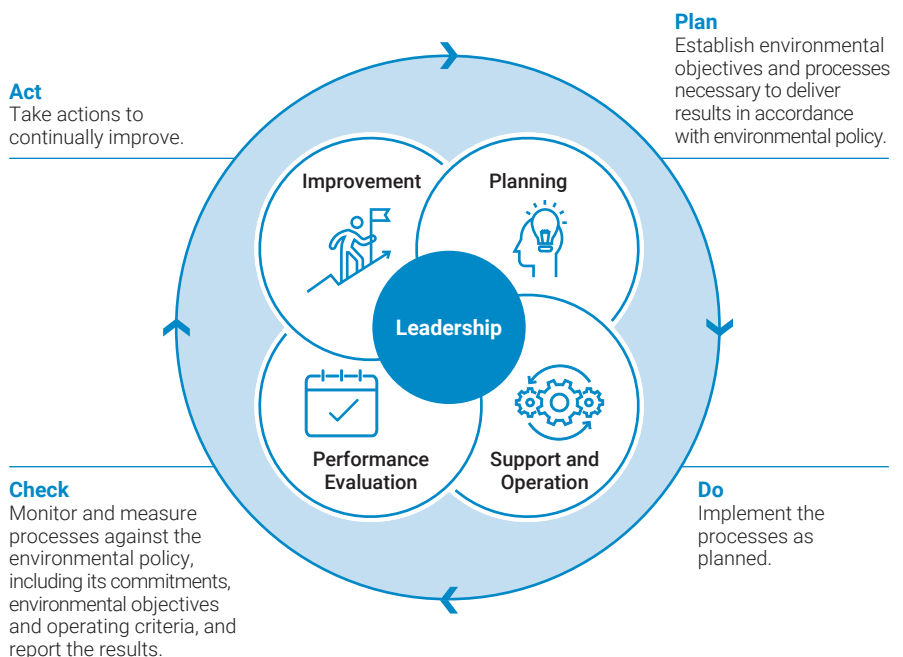 Plan
Establish environmental
objectives and processes
necessary to deliver
results in accordance
with environmental policy.
Act
Take actions to
continually improve.
Improvement
Planning
Leadership
Performance
Evaluation
Support and
Operation
Check
Monitor and measure
processes against the
environmental policy,
including its commitments,
environmental objectives
and operating criteria, and
report the results.
Do
Implement the
processes as
planned.